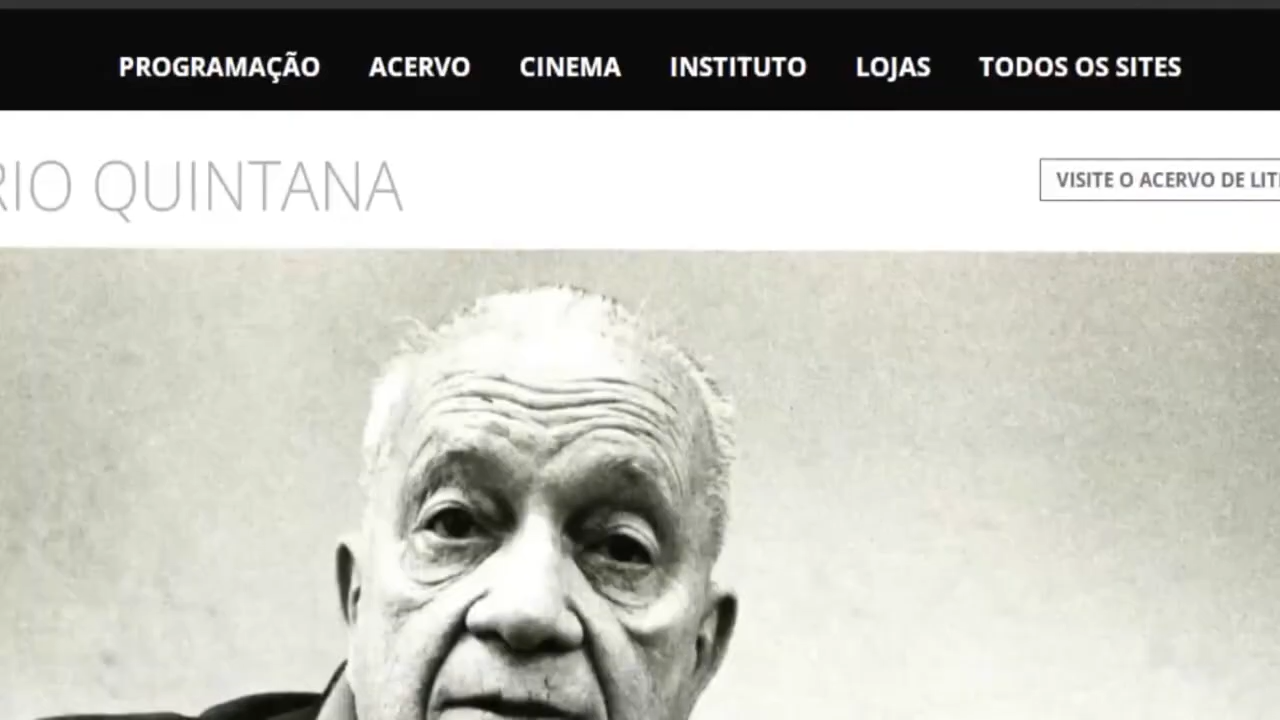 PROGRAMAÇÃO ACERVO CINEMA INSTITUTO LOJAS TODOS OS SITES
RIO QUINTANA
VISITE O ACERVO DE LIT